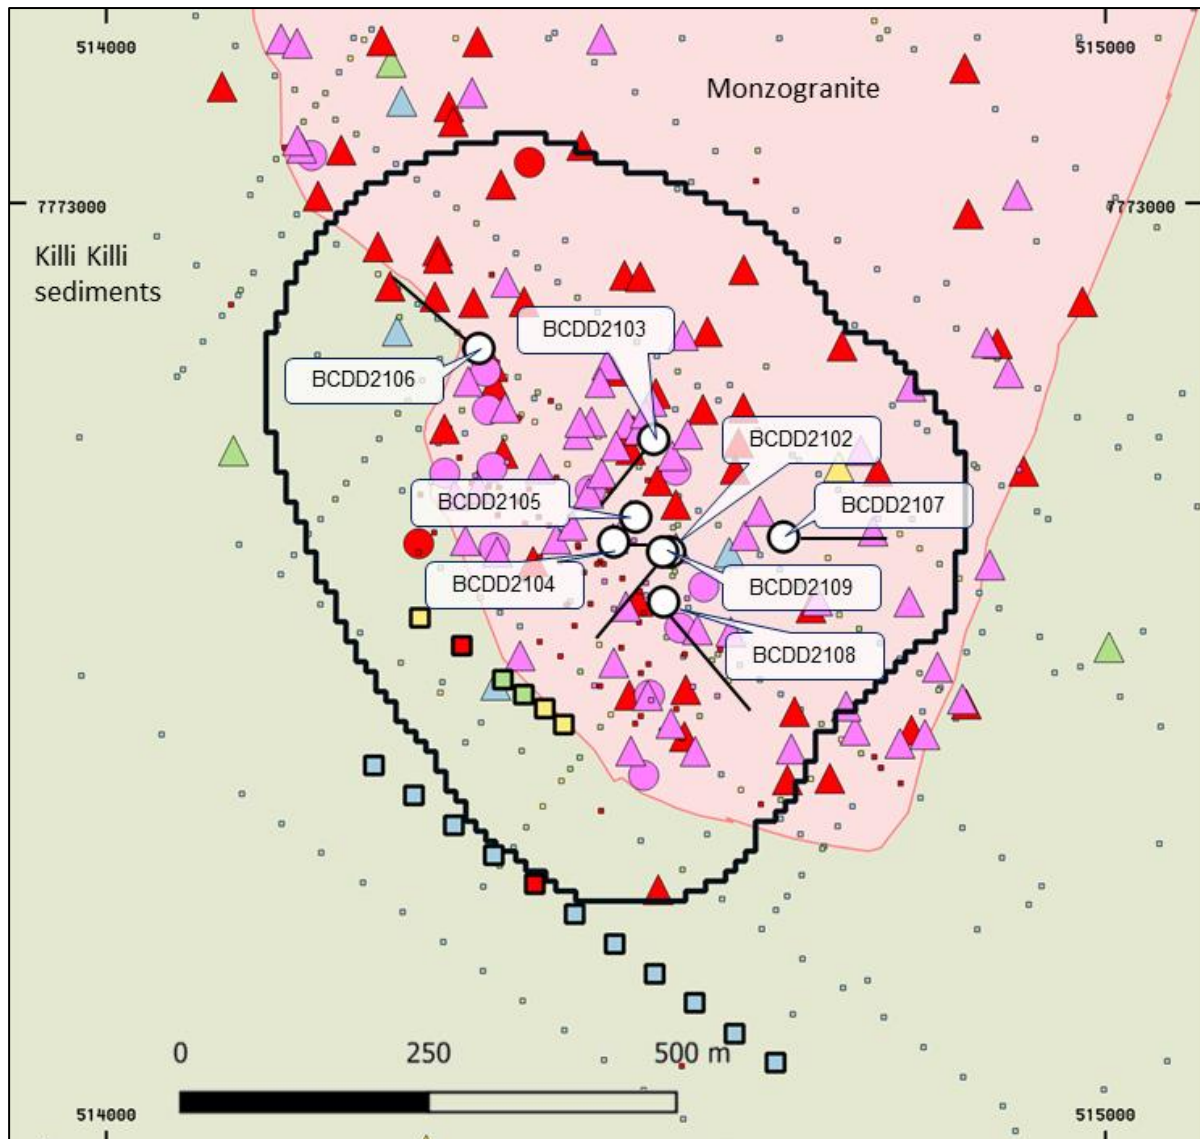 514000
515000
Monzogranite
7773000
7773000
Killi Killi
sediments
BCDD2103
BCDD2106
BCDD2102
BCDD2105
BCDD2107
BCDD2104
BCDD2109
BCDD2108
0
250
500 m
514000
515000